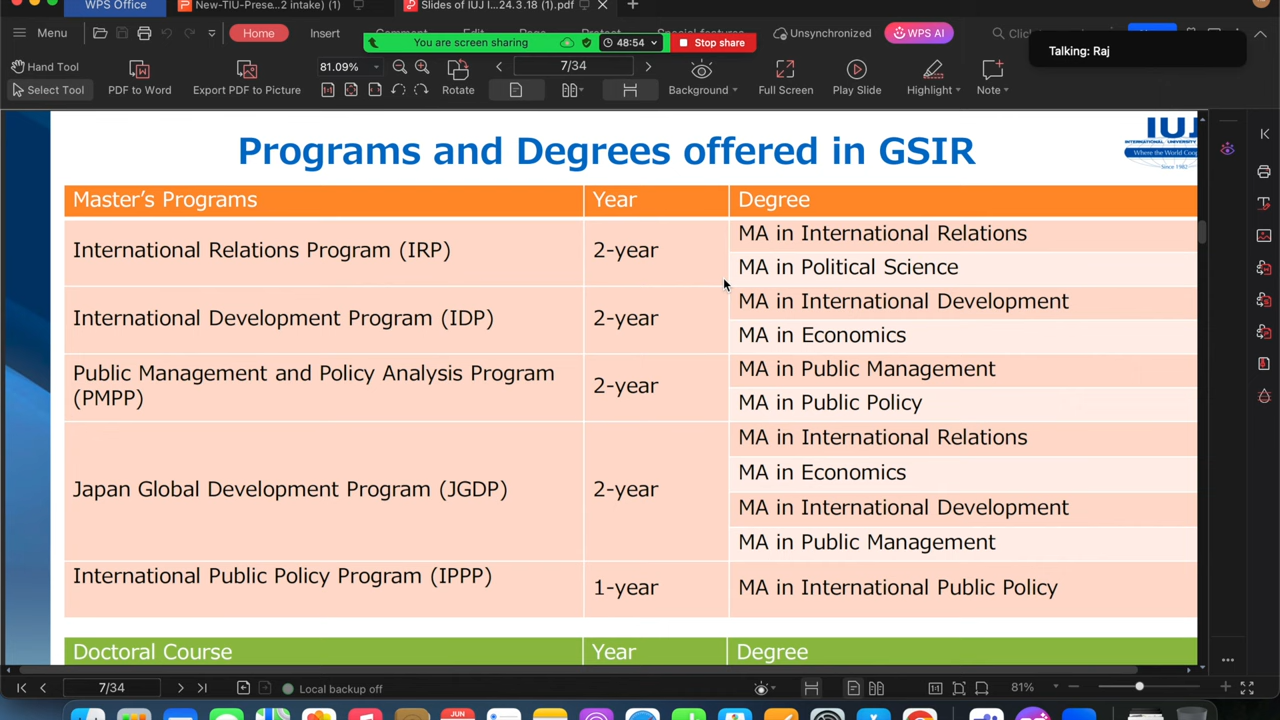 WPS Office
New-TIU-Prese...2 intake) (1)
Slides of IUJ I...24.3.18 (1).pdf
Menu
Home
Insert
You are screen sharing
48:54
Stop share
Unsynchronized
WPS AI
Talking: Raj
Hand Tool
Select Tool
PDF to Word
Export PDF to Picture
81.09%
7/34
Rotate
Background
Full Screen
Play Slide
Highlight
Note
Programs and Degrees offered in GSIR
IUJ
Where the World
Since 1982
Master's Programs Year Degree
International Relations Program (IRP) 2-year MA in International Relations
MA in Political Science
International Development Program (IDP) 2-year MA in International Development
MA in Economics
Public Management and Policy Analysis Program
(PMPP) 2-year MA in Public Management
MA in Public Policy
Japan Global Development Program (JGDP) 2-year MA in International Relations
MA in Economics
MA in International Development
MA in Public Management
International Public Policy Program (IPPP) 1-year MA in International Public Policy
Doctoral Course Year Degree
7/34
Local backup off
81%
JUN